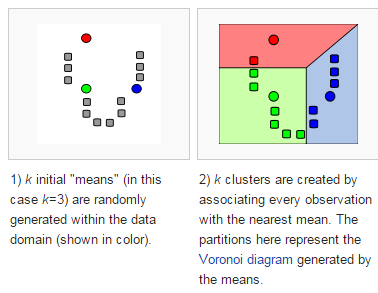 1) k initial "means" (in this
case k=3) are randomly
generated within the data
domain (shown in color).
2) k clusters are created by
associating every observation
with the nearest mean. The
partitions here represent the
Voronoi diagram generated by
the means.